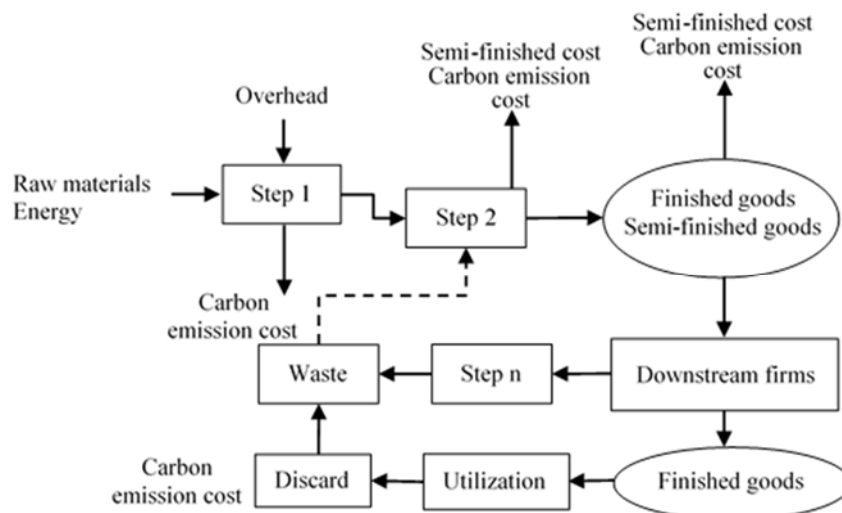 Semi-finished cost
Carbon emission
cost
Semi-finished cost
Carbon emission
cost
Overhead
Raw materials
Energy
Step 1
Step 2
Finished goods
Semi-finished goods
Carbon
emission cost
Waste
Step n
Downstream firms
Carbon
emission cost
Discard
Utilization
Finished goods